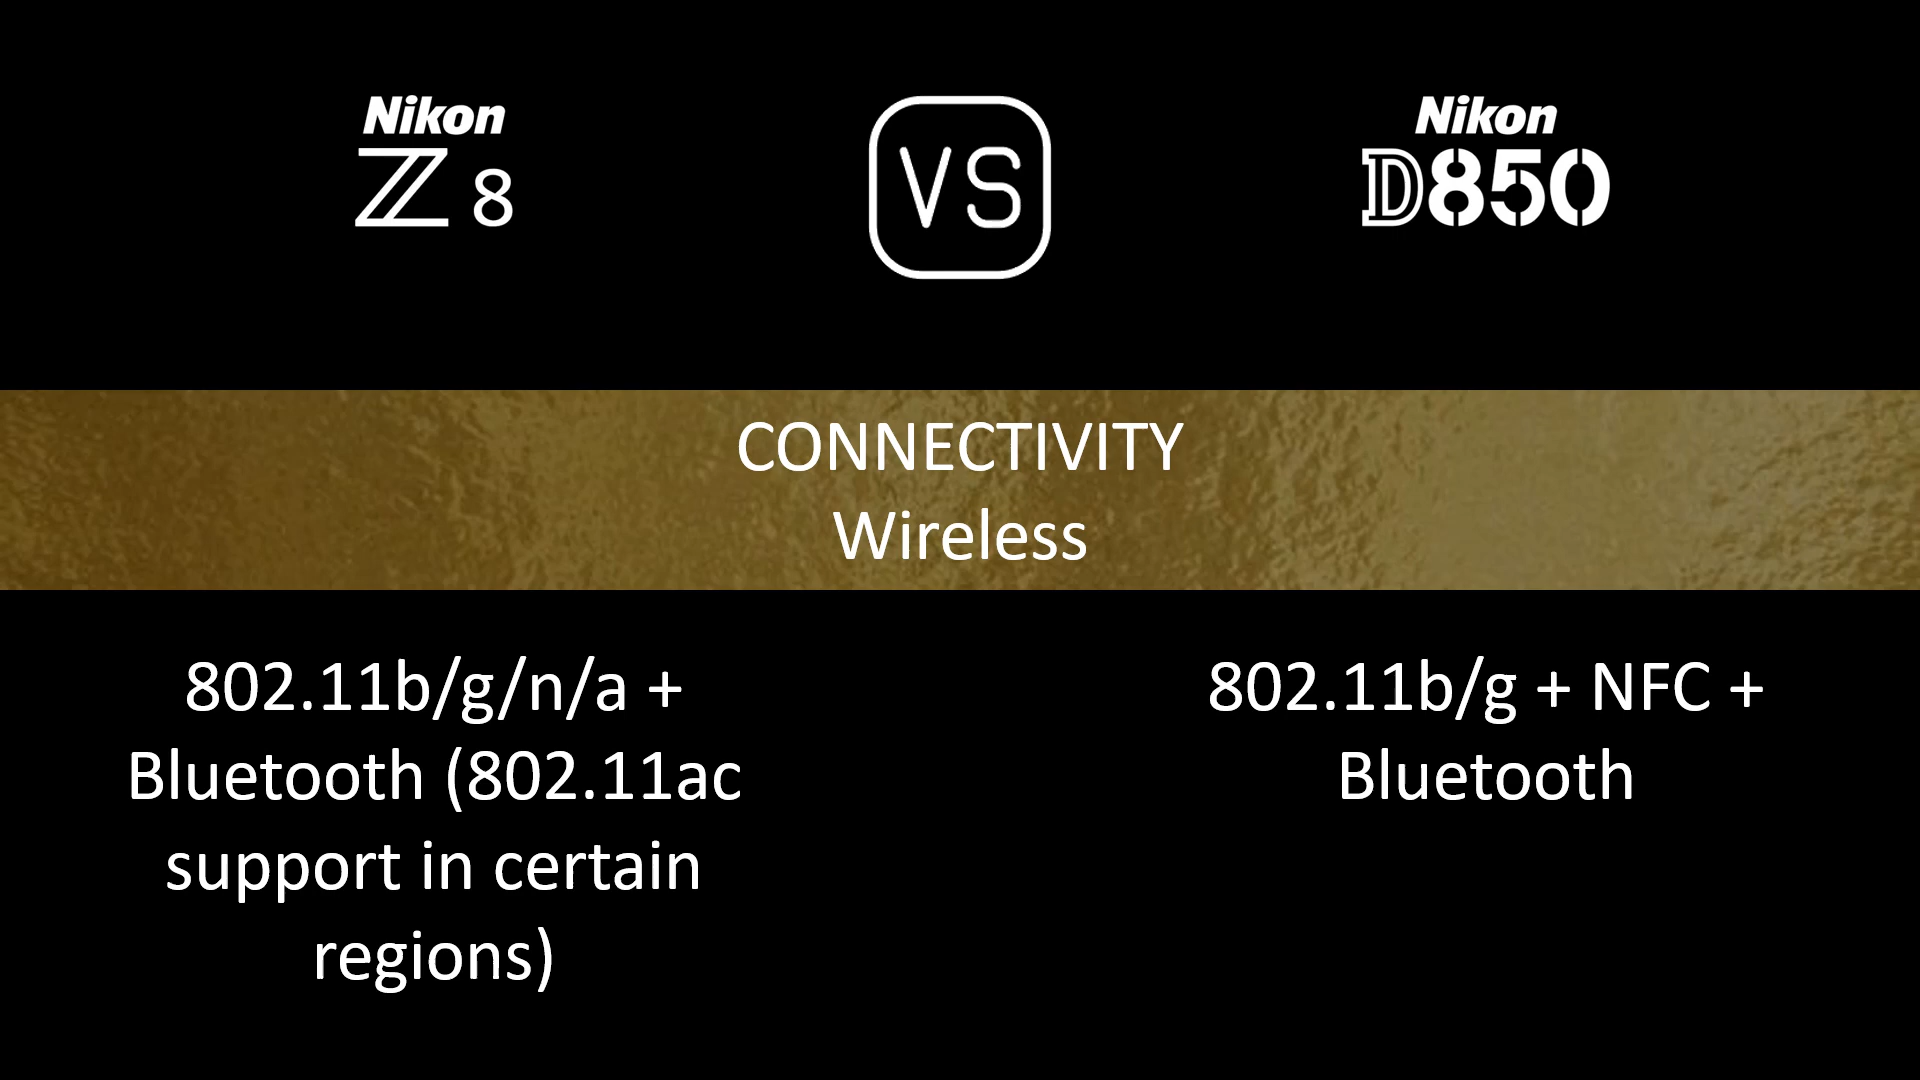 Nikon
Z 8
VS
Nikon
D850
CONNECTIVITY
Wireless
802.11b/g/n/a +
Bluetooth (802.11ac
support in certain
regions)
802.11b/g + NFC +
Bluetooth